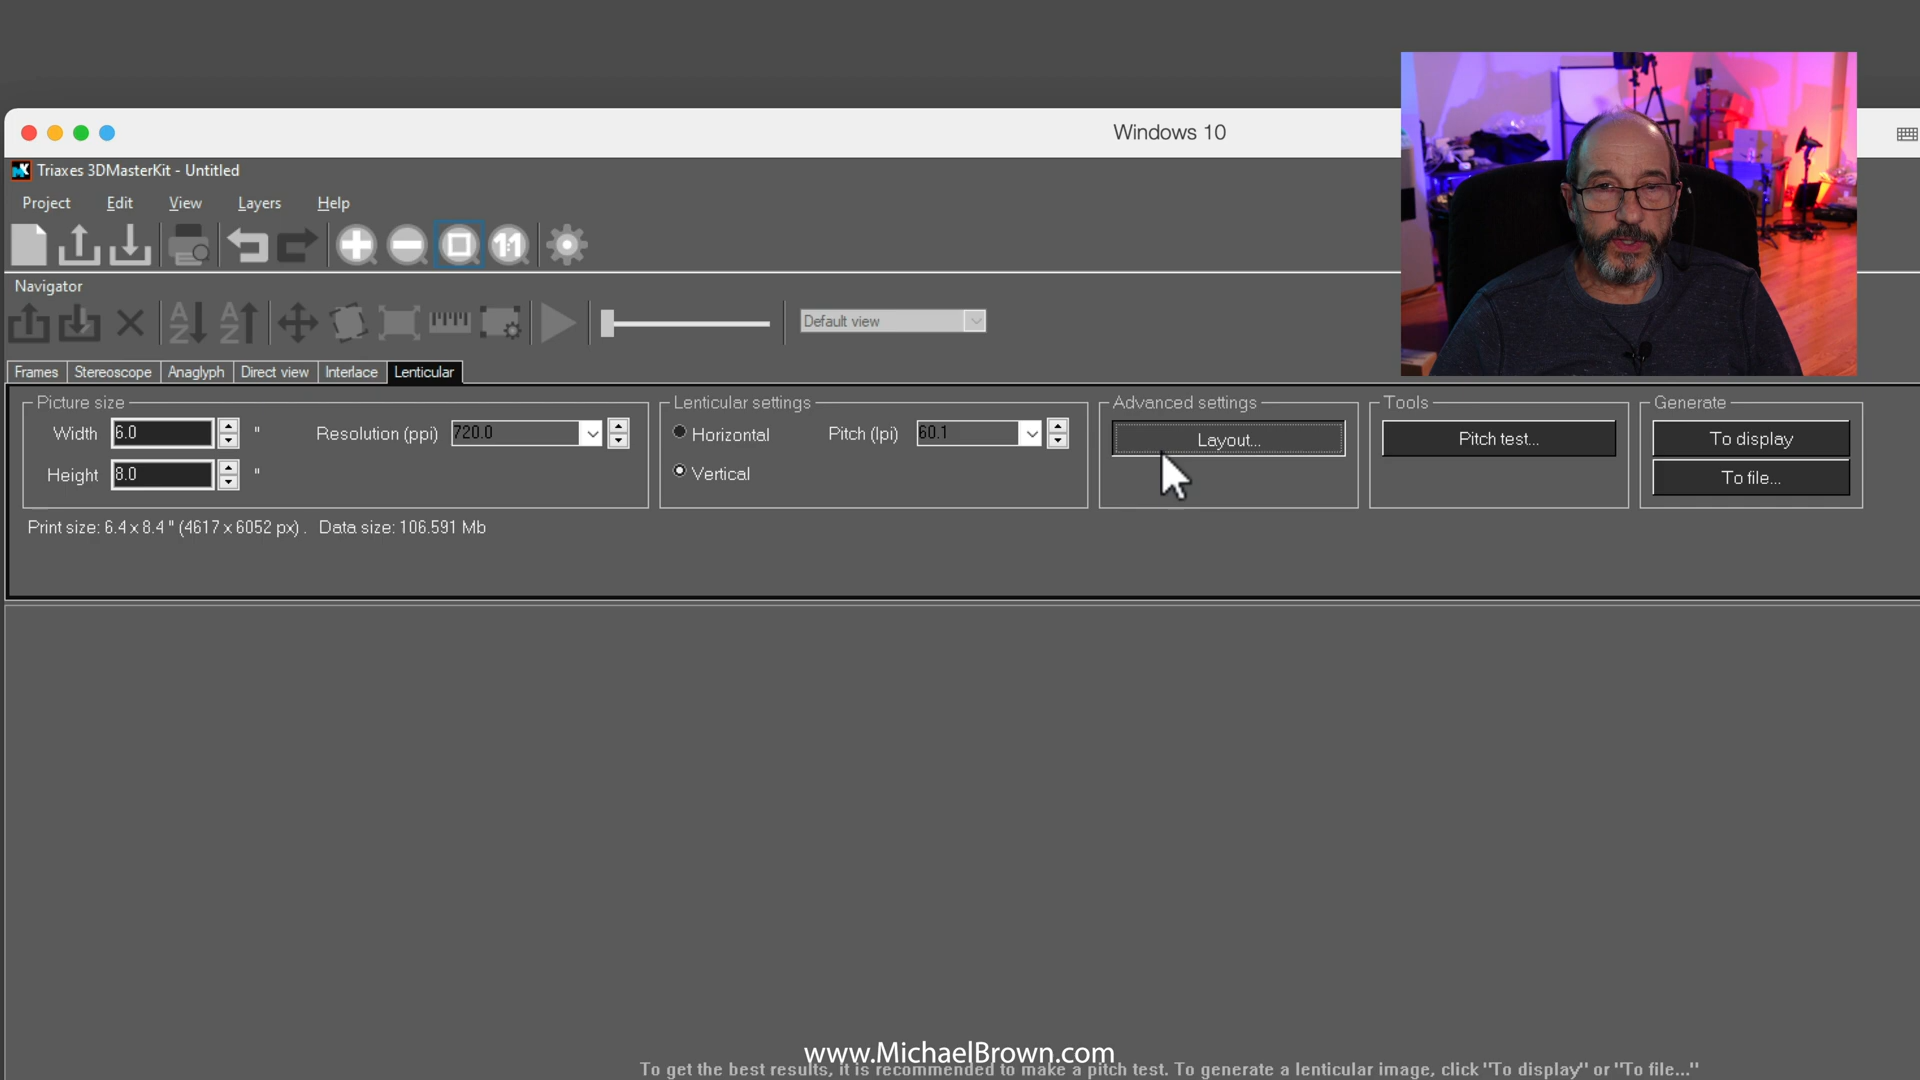 Windows 10
Triaxes 3DMasterKit - Untitled
Project Edit View Layers Help
1:1
Navigator
A Z A Z
Default view
Frames Stereoscope Anaglyph Direct view Interlace Lenticular
Picture size
Width 6.0 " Resolution (ppi) 720.0
Height 8.0 "
Lenticular settings
Horizontal Pitch (lpi) 60.1
Vertical
Advanced settings
Layout...
Tools
Pitch test...
Generate
To display
To file...
Print size: 6.4 x 8.4 " (4617 x 6052 px) . Data size: 106.591 Mb
www.MichaelBrown.com
To get the best results, it is recommended to make a pitch test. To generate a lenticular image, click "To display" or "To file..."